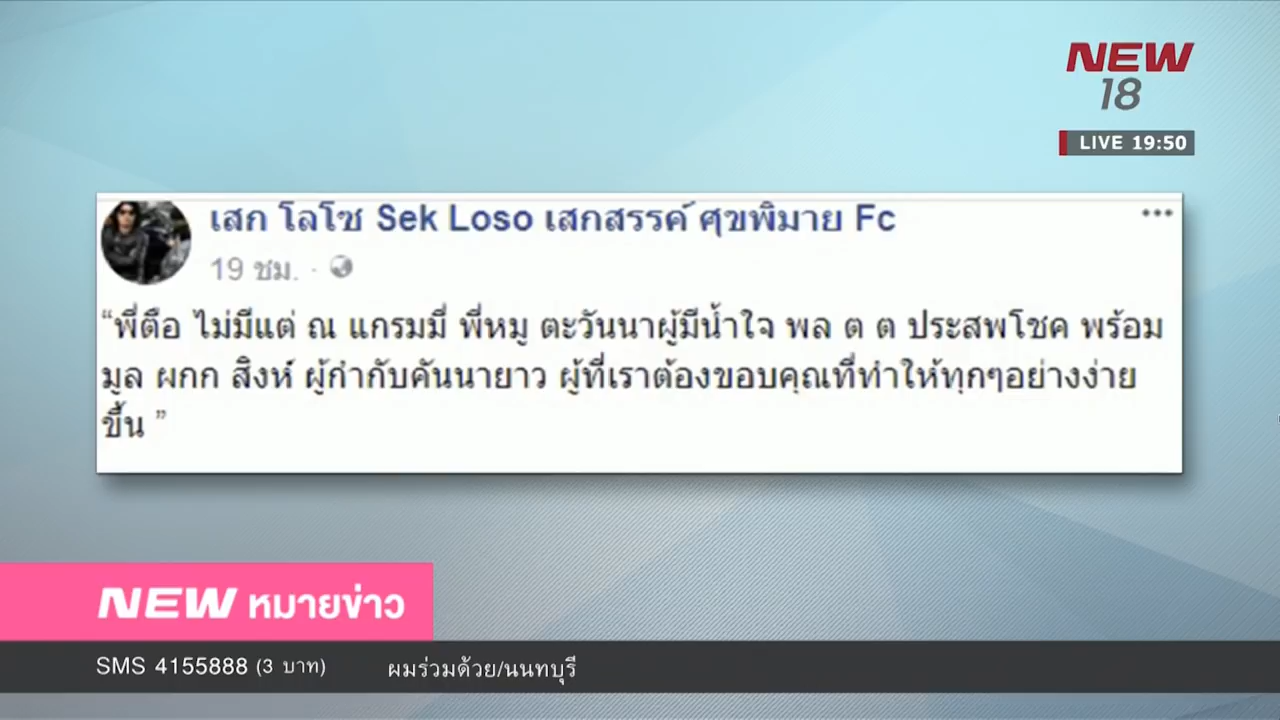 NEW
18
LIVE 19:50
เสก โลโซ Sek Loso เสกสรรค์ ศุขพิมาย Fc
19 ชม.
“พี่ตือ ไม่มีแต่ ณ แกรมมี่ พี่หมู ตะวันนาผู้มีน้ำใจ พล ต ต ประสพโชค พร้อม
มูล ผกก สิงห์ ผู้กำกับคันนายาว ผู้ที่เราต้องขอบคุณที่ทำให้ทุกๆอย่างง่าย
ขึ้น ”
NEW หมายข่าว
SMS 4155888 (3 บาท) ผมร่วมด้วย/นนทบุรี